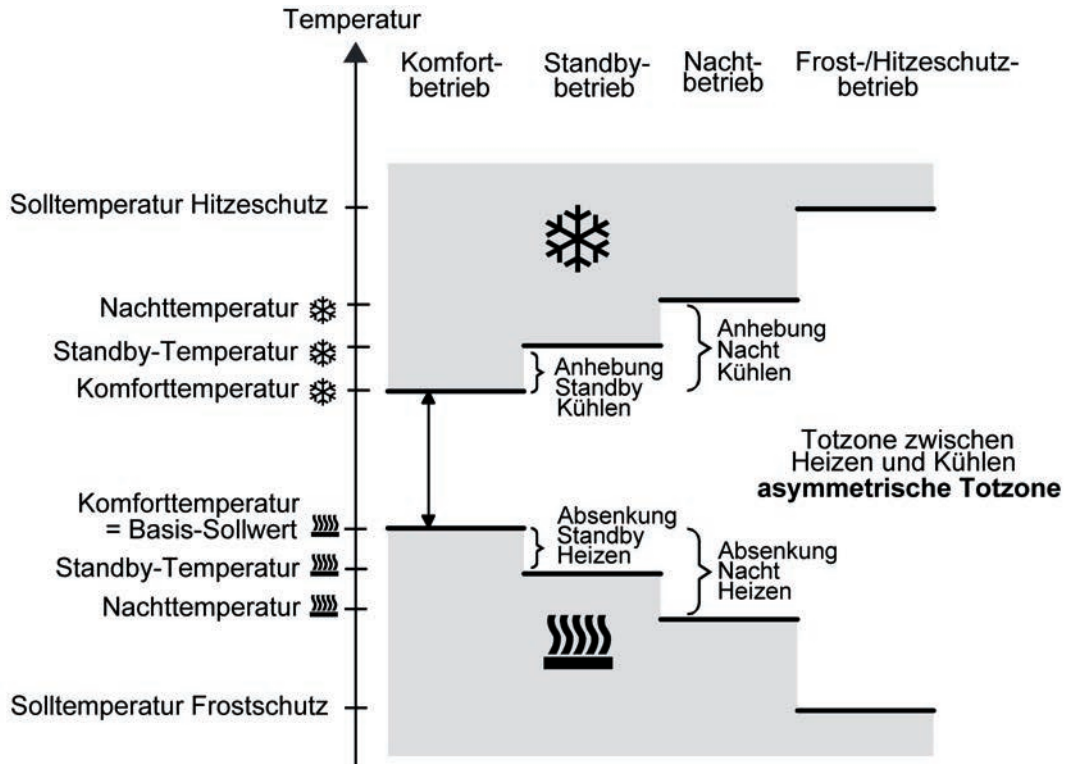 Temperatur
Komfort-
betrieb
Standby-
betrieb
Nacht-
betrieb
Frost-/Hitzeschutz-
betrieb
Solltemperatur Hitzeschutz
Nachttemperatur
Standby-Temperatur
Komforttemperatur
Anhebung
Standby
Kühlen
Anhebung
Nacht
Kühlen
Totzone zwischen
Heizen und Kühlen
asymmetrische Totzone
Komforttemperatur
= Basis-Sollwert
Standby-Temperatur
Nachttemperatur
Absenkung
Standby
Heizen
Absenkung
Nacht
Heizen
Solltemperatur Frostschutz